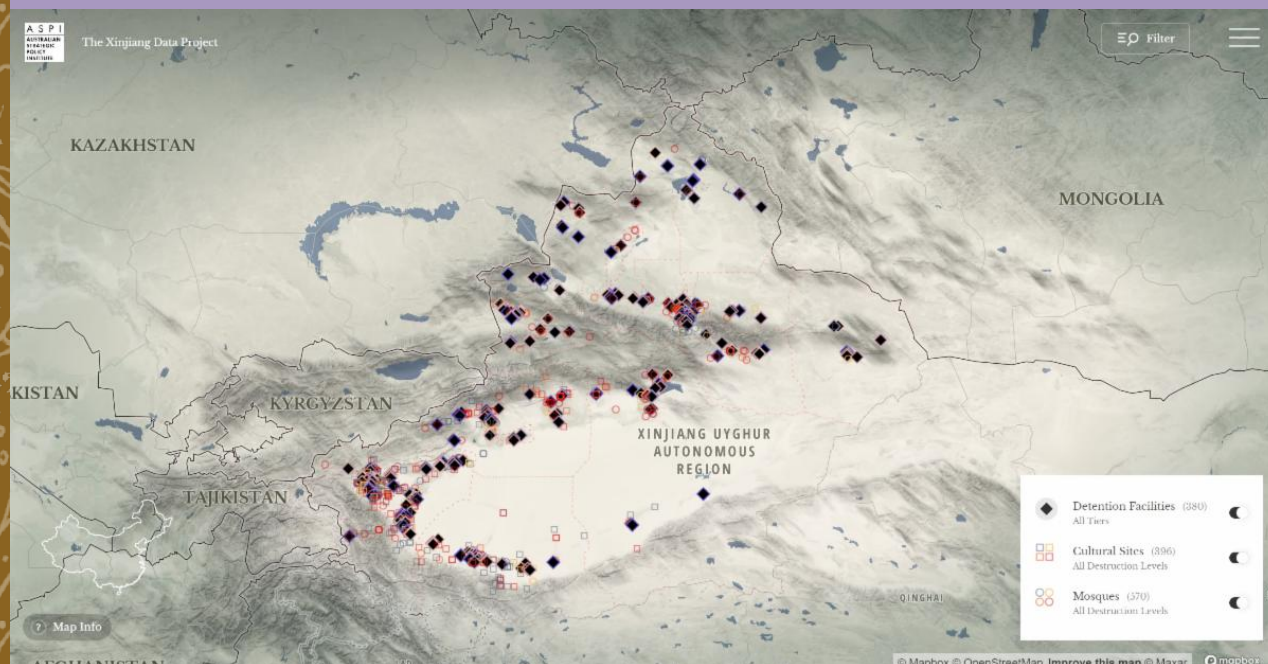 ASPI
AUSTRALIAN
STRATEGIC
POLICY
INSTITUTE
The Xinjiang Data Project
Filter
KAZAKHSTAN
MONGOLIA
KISTAN
KYRGYZSTAN
XINJIANG UYGHUR
AUTONOMOUS
REGION
TAJIKISTAN
Detention Facilities (380)
All Tiers
Cultural Sites (396)
All Destruction Levels
Mosques (570)
All Destruction Levels
QINGHAI
? Map Info
AFGHANISTAN
© Mapbox © OpenStreetMap Improve this map © Maxar
mapbox